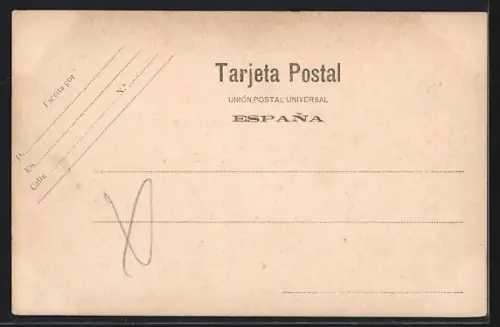 Escrita por
D.
En
Calle N.º
Tarjeta Postal
UNIÓN POSTAL UNIVERSAL
ESPAÑA